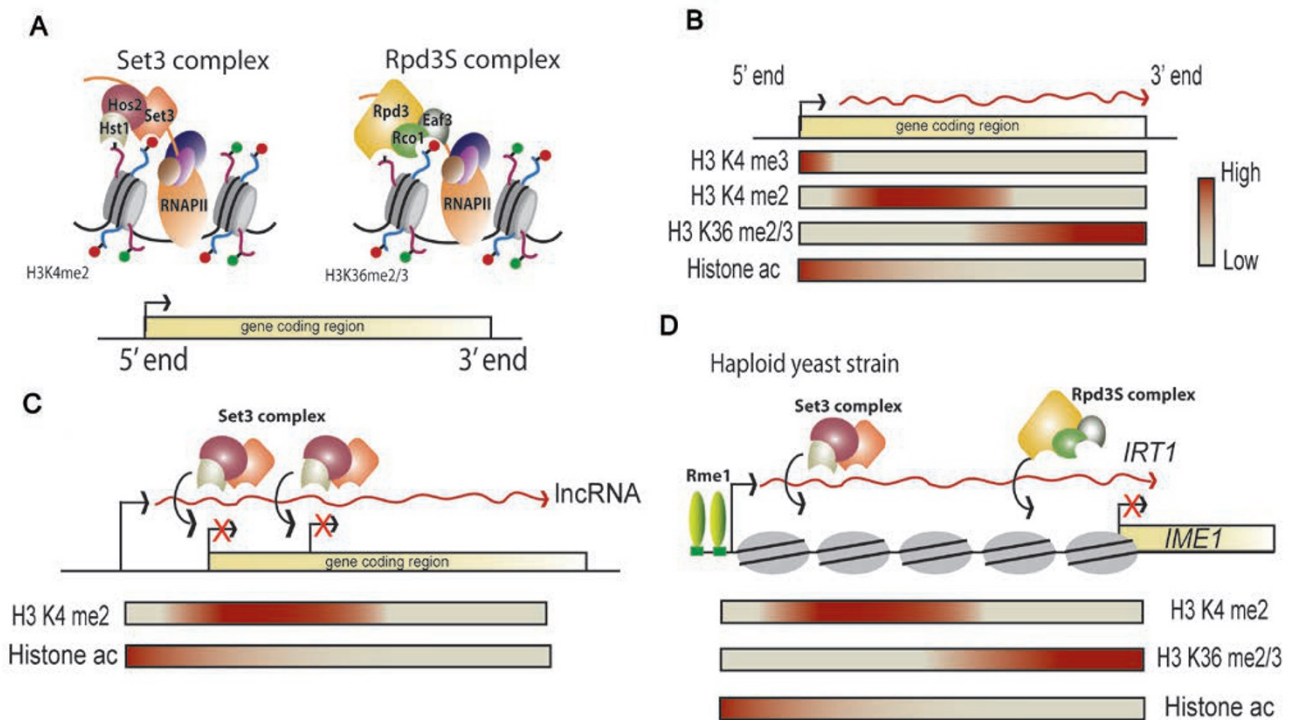 A
Set3 complex
Rpd3S complex
Hos2
Set3
Hst1
RNAPII
H3K4me2
Rpd3
Eaf3
Rco1
RNAPII
H3K36me2/3
gene coding region
5' end
3' end
B
5' end
3' end
gene coding region
H3 K4 me3
H3 K4 me2
H3 K36 me2/3
Histone ac
High
Low
C
Set3 complex
lncRNA
X
X
gene coding region
H3 K4 me2
Histone ac
D
Haploid yeast strain
Set3 complex
Rpd3S complex
IRT1
Rme1
X
IME1
H3 K4 me2
H3 K36 me2/3
Histone ac